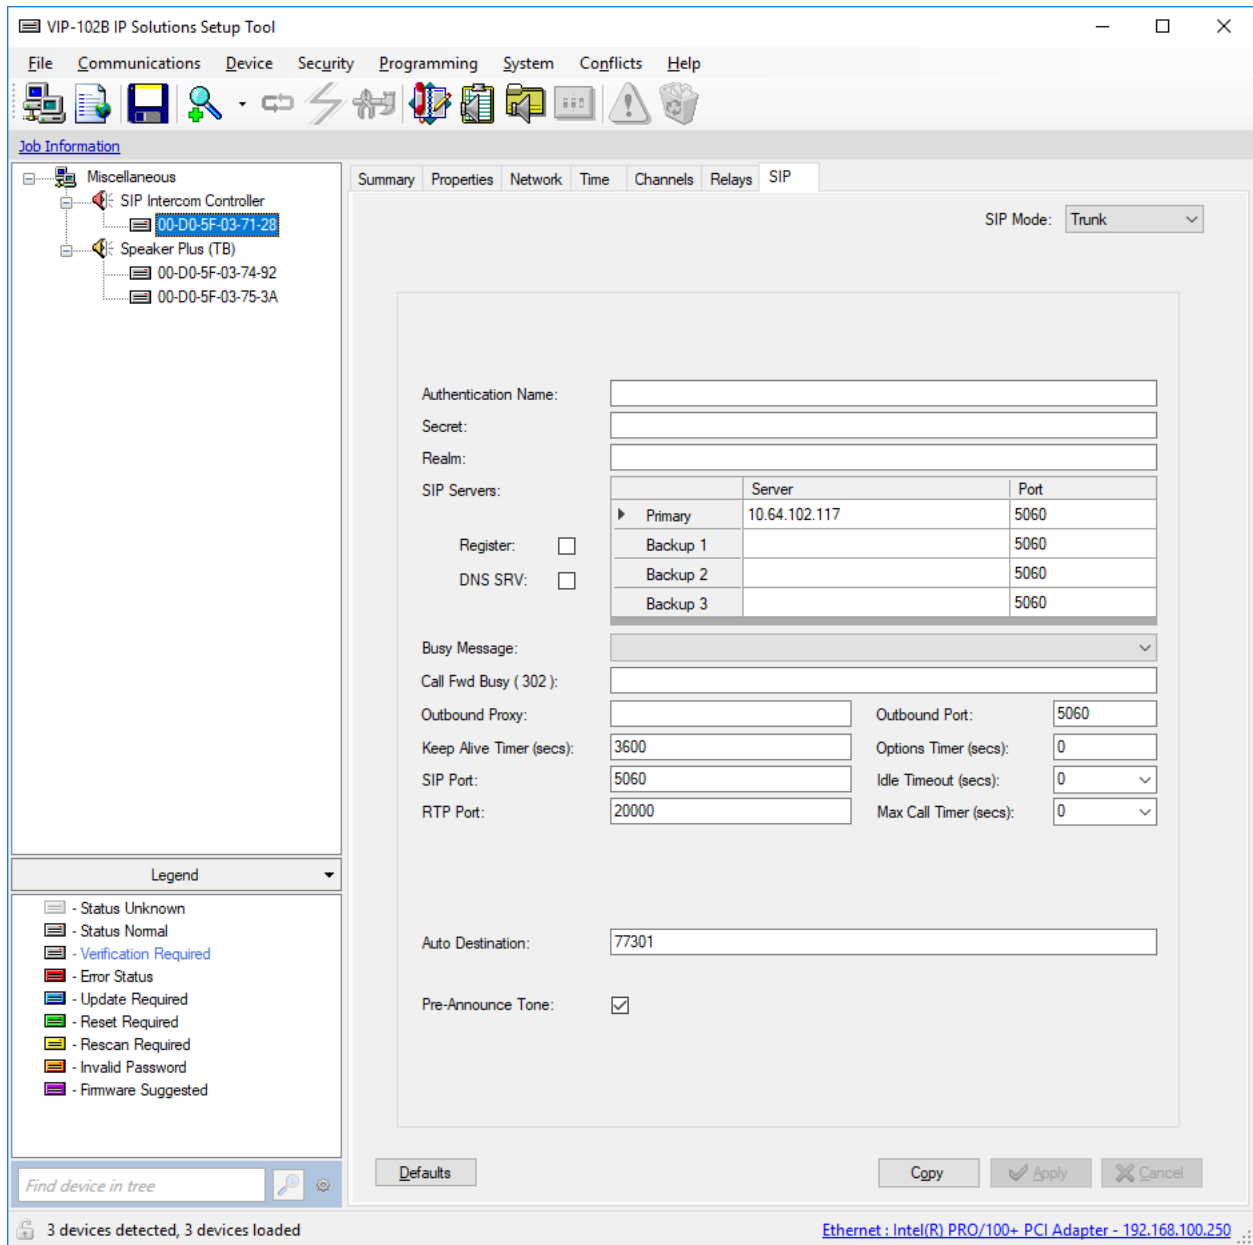 VIP-102B IP Solutions Setup Tool
File Communications Device Security Programming System Conflicts Help
Job Information
Miscellaneous
SIP Intercom Controller
00-D0-5F-03-71-28
Speaker Plus (TB)
00-D0-5F-03-74-92
00-D0-5F-03-75-3A
Summary Properties Network Time Channels Relays SIP
SIP Mode: Trunk
Authentication Name:
Secret:
Realm:
SIP Servers: Server Port
Primary 10.64.102.117 5060
Register: Backup 1 5060
DNS SRV: Backup 2 5060
Backup 3 5060
Busy Message:
Call Fwd Busy ( 302 ):
Outbound Proxy: Outbound Port: 5060
Keep Alive Timer (secs): 3600 Options Timer (secs): 0
SIP Port: 5060 Idle Timeout (secs): 0
RTP Port: 20000 Max Call Timer (secs): 0
Auto Destination: 77301
Pre-Announce Tone:
Legend
- Status Unknown
- Status Normal
- Verification Required
- Error Status
- Update Required
- Reset Required
- Rescan Required
- Invalid Password
- Firmware Suggested
Find device in tree
Defaults Copy Apply Cancel
3 devices detected, 3 devices loaded
Ethernet : Intel(R) PRO/100+ PCI Adapter - 192.168.100.250